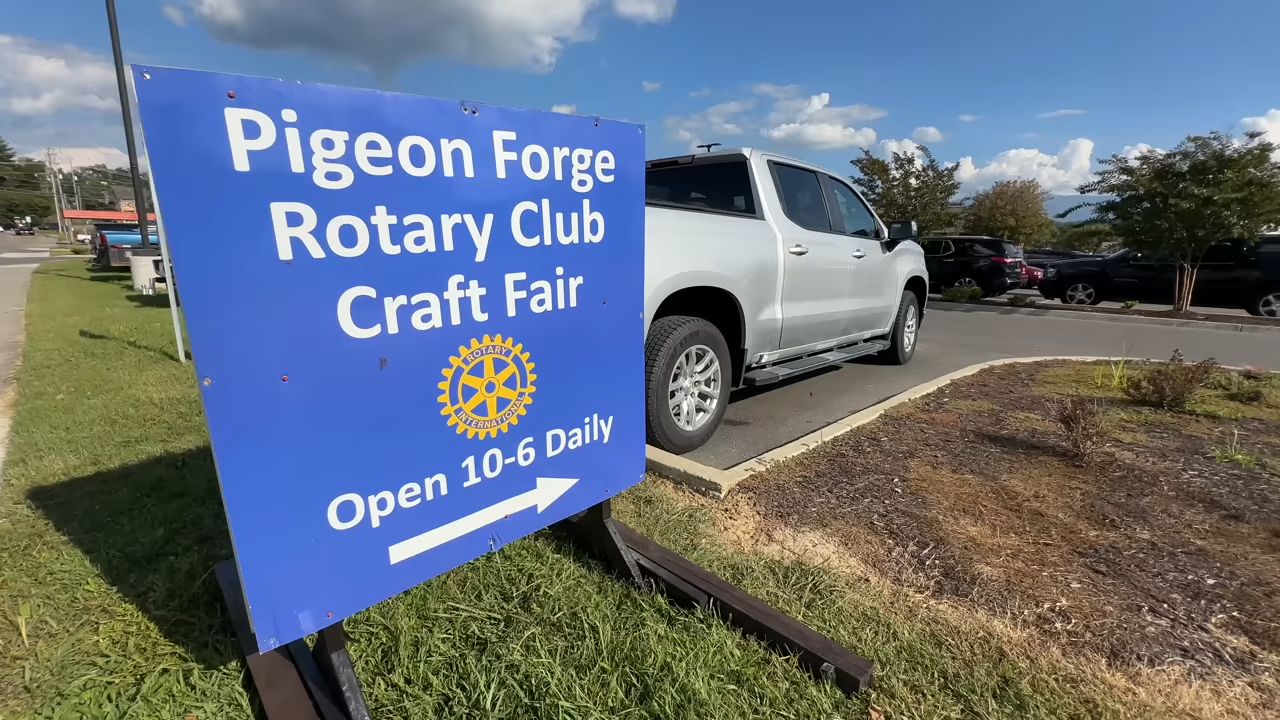 Pigeon Forge
Rotary Club
Craft Fair
ROTARY
INTERNATIONAL
Open 10-6 Daily